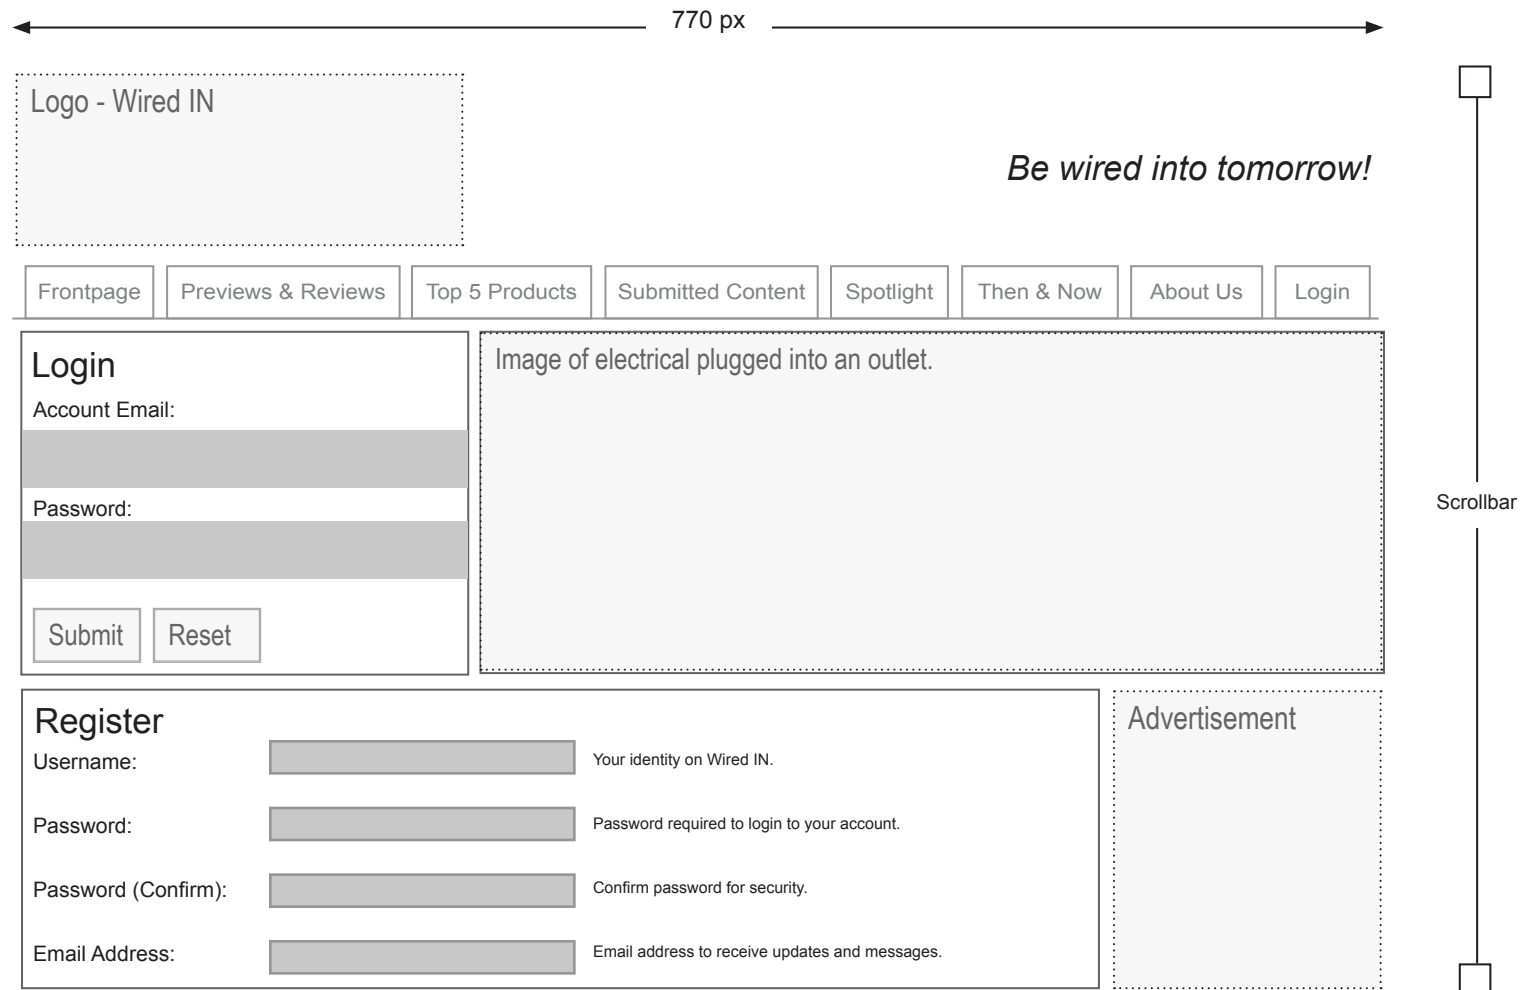 770 px
Logo - Wired IN
Be wired into tomorrow!
Frontpage
Previews & Reviews
Top 5 Products
Submitted Content
Spotlight
Then & Now
About Us
Login
Login
Account Email:
Password:
Submit
Reset
Image of electrical plugged into an outlet.
Scrollbar
Register
Username:
Your identity on Wired IN.
Password:
Password required to login to your account.
Password (Confirm):
Confirm password for security.
Email Address:
Email address to receive updates and messages.
Advertisement